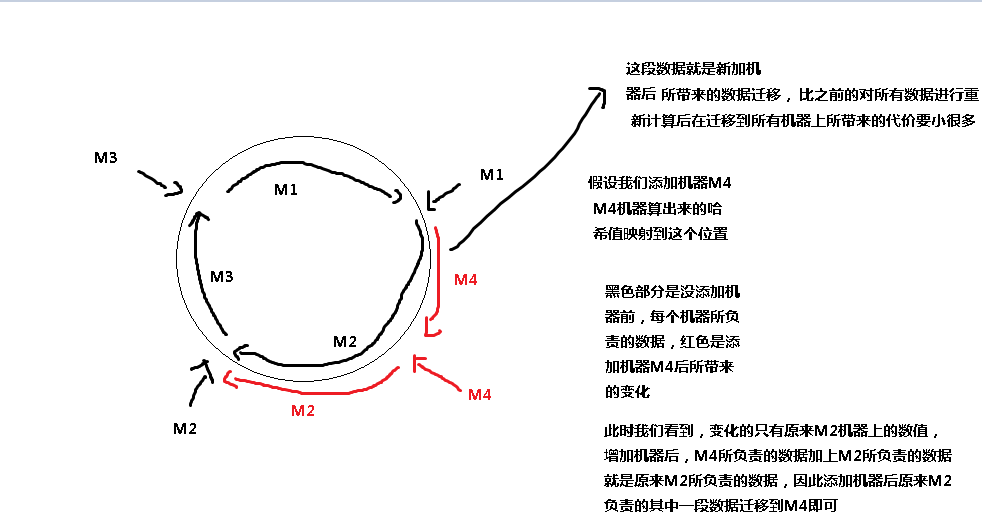 这段数据就是新加机
器后 所带来的数据迁移，比之前的对所有数据进行重
新计算后在迁移到所有机器上所带来的代价要小很多
M3
M1
M1
假设我们添加机器M4
M4机器算出来的哈
希值映射到这个位置
M3
M4
黑色部分是没添加机
器前，每个机器所负
责的数据，红色是添
加机器M4后所带来
的变化
M2
M4
M2
M2
此时我们看到，变化的只有原来M2机器上的数值，
增加机器后，M4所负责的数据加上M2所负责的数据
就是原来M2所负责的数据，因此添加机器后原来M2
负责的其中一段数据迁移到M4即可